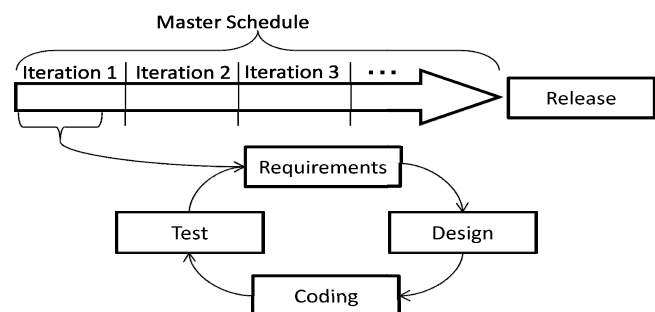 Master Schedule
Iteration 1 Iteration 2 Iteration 3 ...
Release
Requirements
Test Design
Coding